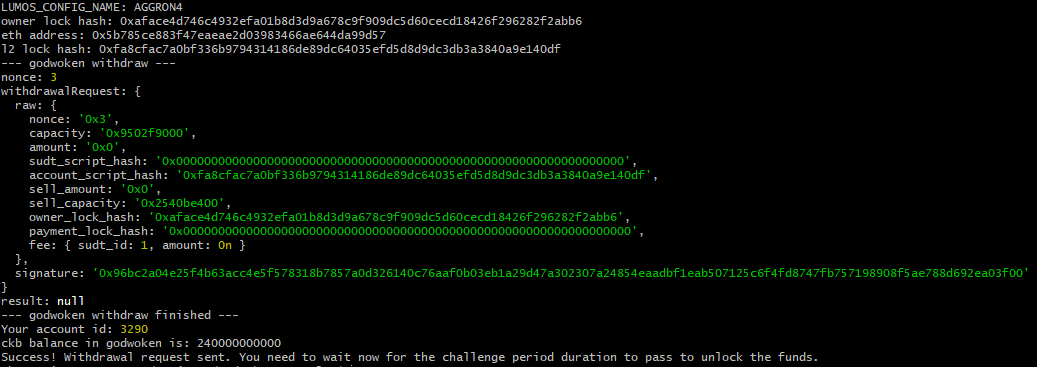 LUMOS_CONFIG_NAME: AGGRON4
owner lock hash: 0xaface4d746c4932efa01b8d3d9a678c9f909dc5d60cecd18426f296282f2abb6
eth address: 0x5b785ce883f47eaeae2d03983466ae644da99d57
l2 lock hash: 0xfa8cfac7a0bf336b9794314186de89dc64035efd5d8d9dc3db3a3840a9e140df
--- godwoken withdraw ---
nonce: 3
withdrawalRequest: {
raw: {
nonce: '0x3',
capacity: '0x9502f9000',
amount: '0x0',
sudt_script_hash: '0x0000000000000000000000000000000000000000000000000000000000000000',
account_script_hash: '0xfa8cfac7a0bf336b9794314186de89dc64035efd5d8d9dc3db3a3840a9e140df',
sell_amount: '0x0',
sell_capacity: '0x2540be400',
owner_lock_hash: '0xaface4d746c4932efa01b8d3d9a678c9f909dc5d60cecd18426f296282f2abb6',
payment_lock_hash: '0x0000000000000000000000000000000000000000000000000000000000000000',
fee: { sudt_id: 1, amount: 0n }
},
signature: '0x96bc2a04e25f4b63acc4e5f578318b7857a0d326140c76aaf0b03eb1a29d47a302307a24854eaadbf1eab507125c6f4fd8747fb757198908f5ae788d692ea03f00'
}
result: null
--- godwoken withdraw finished ---
Your account id: 3290
ckb balance in godwoken is: 240000000000
Success! Withdrawal request sent. You need to wait now for the challenge period duration to pass to unlock the funds.